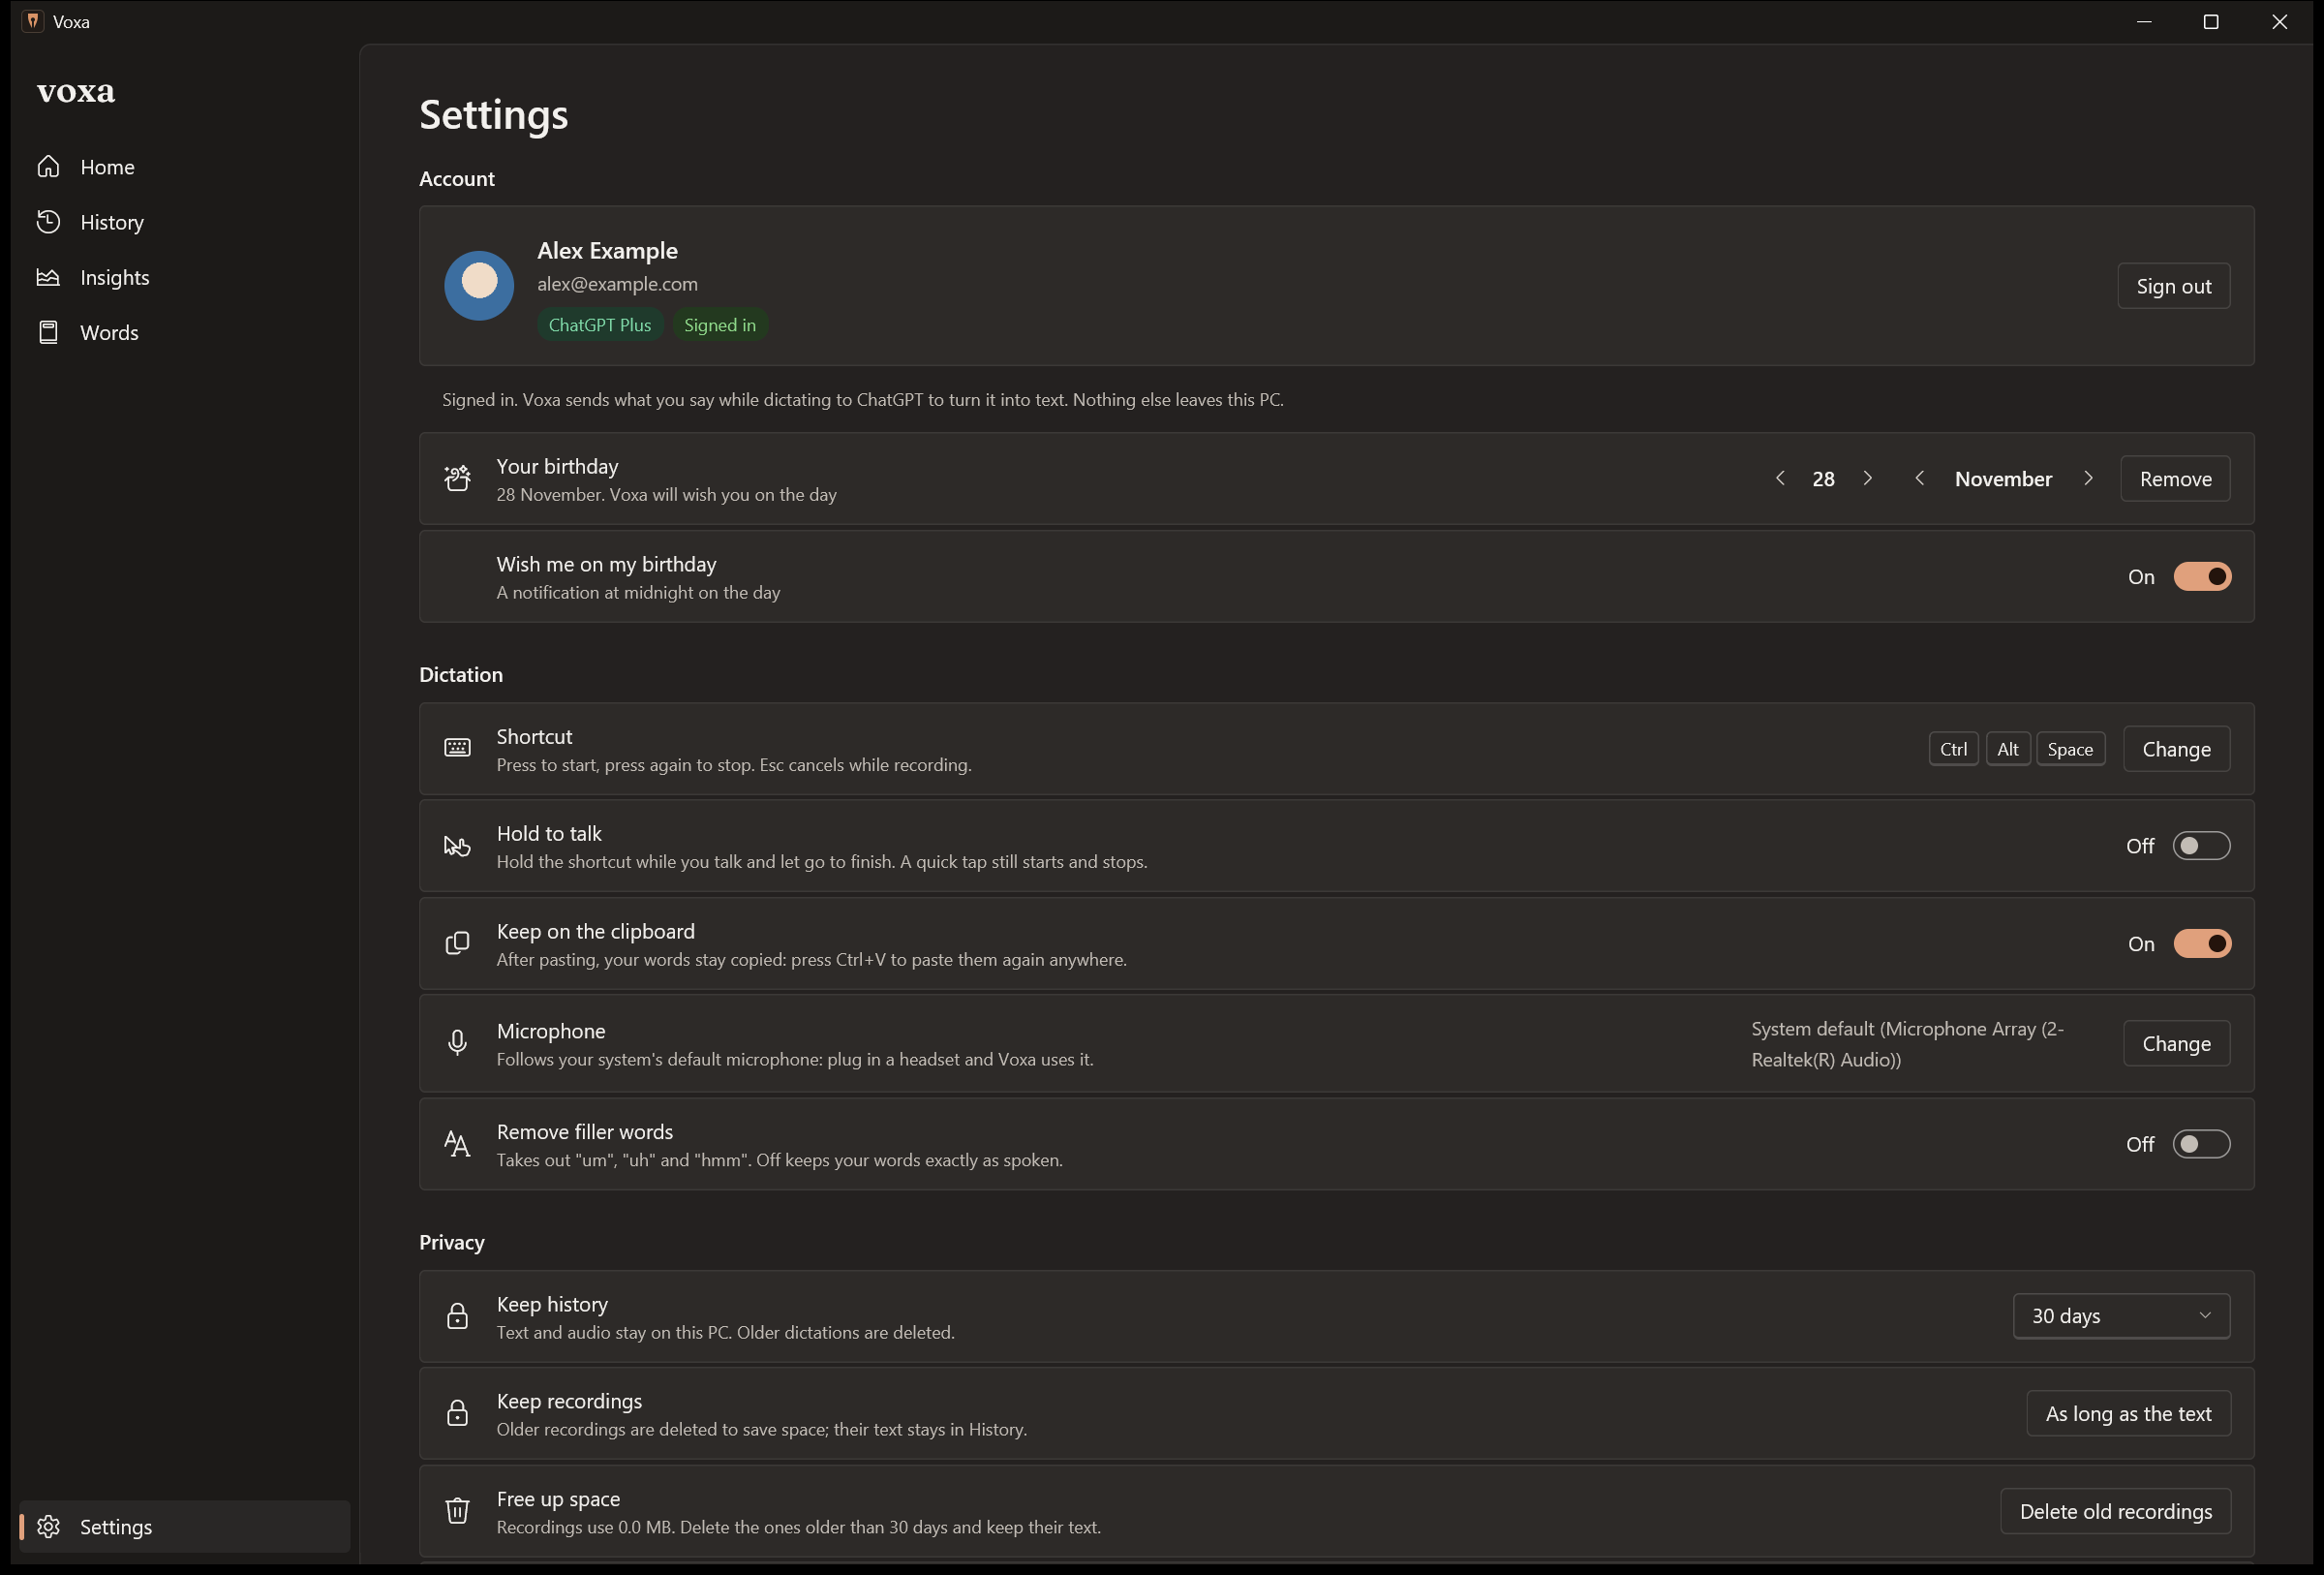 Voxa
voxa
Home
History
Insights
Words
Settings
Settings
Account
Alex Example
alex@example.com
ChatGPT Plus
Signed in
Sign out
Signed in. Voxa sends what you say while dictating to ChatGPT to turn it into text. Nothing else leaves this PC.
Your birthday
28 November. Voxa will wish you on the day
28
November
Remove
Wish me on my birthday
A notification at midnight on the day
On
Dictation
Shortcut
Press to start, press again to stop. Esc cancels while recording.
Ctrl
Alt
Space
Change
Hold to talk
Hold the shortcut while you talk and let go to finish. A quick tap still starts and stops.
Off
Keep on the clipboard
After pasting, your words stay copied: press Ctrl+V to paste them again anywhere.
On
Microphone
Follows your system's default microphone: plug in a headset and Voxa uses it.
System default (Microphone Array (2-
Realtek(R) Audio))
Change
Remove filler words
Takes out "um", "uh" and "hmm". Off keeps your words exactly as spoken.
Off
Privacy
Keep history
Text and audio stay on this PC. Older dictations are deleted.
30 days
Keep recordings
Older recordings are deleted to save space; their text stays in History.
As long as the text
Free up space
Recordings use 0.0 MB. Delete the ones older than 30 days and keep their text.
Delete old recordings